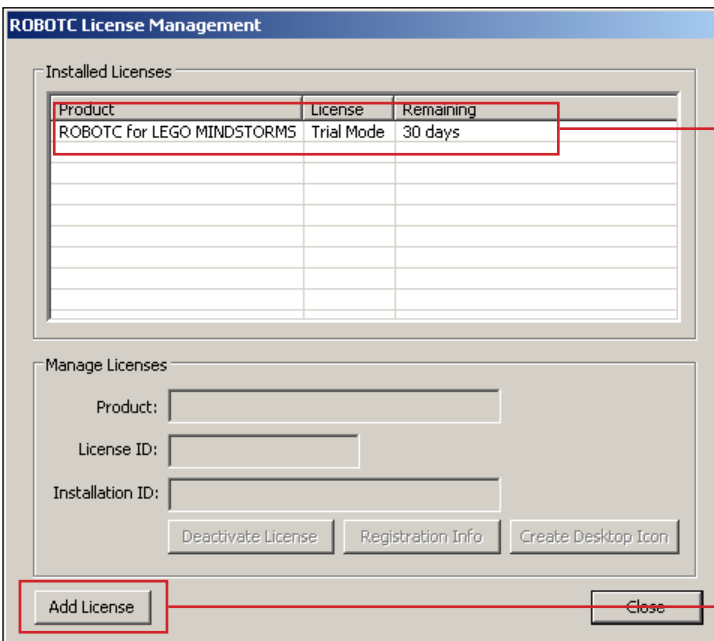 ROBOTC License Management
Installed Licenses
Product License Remaining
ROBOTC for LEGO MINDSTORMS Trial Mode 30 days
Manage Licenses
Product:
License ID:
Installation ID:
Deactivate License Registration Info Create Desktop Icon
Add License Close